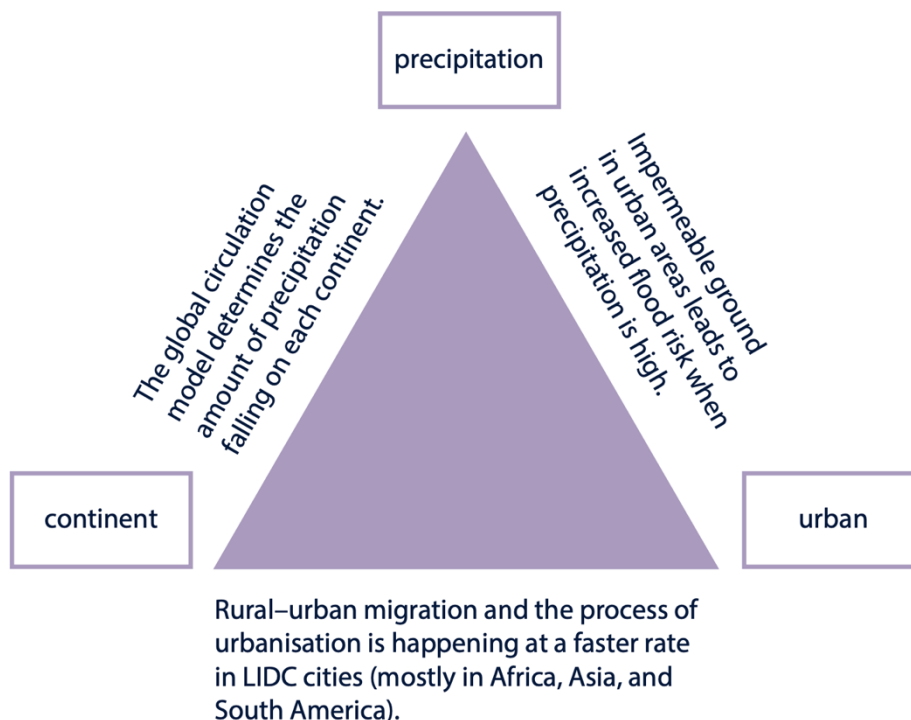 precipitation
The global circulation
model determines the
amount of precipitation
falling on each continent.
Impermeable ground
in urban areas leads to
increased flood risk when
precipitation is high.
continent
urban
Rural–urban migration and the process of
urbanisation is happening at a faster rate
in LIDC cities (mostly in Africa, Asia, and
South America).